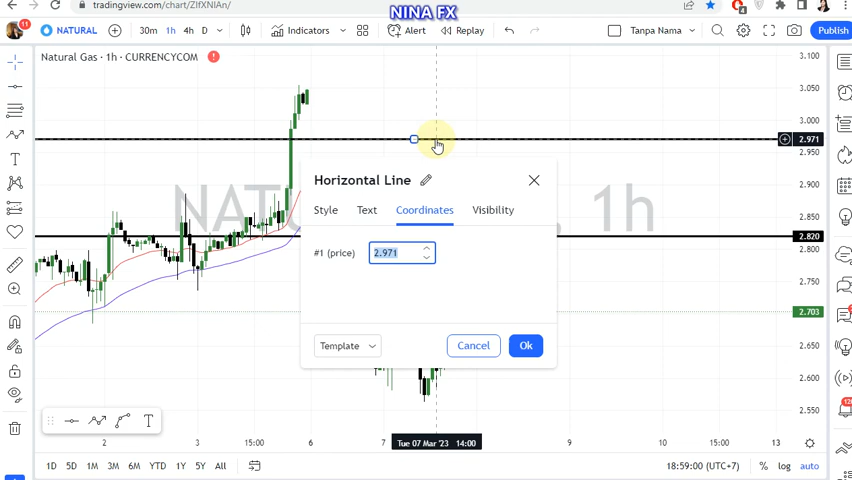 tradingview.com/chart/ZIfXNIAn/
NINA FX
NATURAL
30m 1h 4h D
Indicators
Alert
Replay
Tanpa Nama
Publish
Natural Gas · 1h · CURRENCYCOM
3.100
3.050
3.000
2.971
2.950
2.900
2.850
2.820
2.800
2.750
2.703
2.650
2.600
2.550
Horizontal Line
Style Text Coordinates Visibility
#1 (price) 2.971
Template Cancel Ok
1h
2 3 15:00 6 7 Tue 07 Mar '23 14:00 9 10 15:00 13
1D 5D 1M 3M 6M YTD 1Y 5Y All
18:59:00 (UTC+7) % log auto